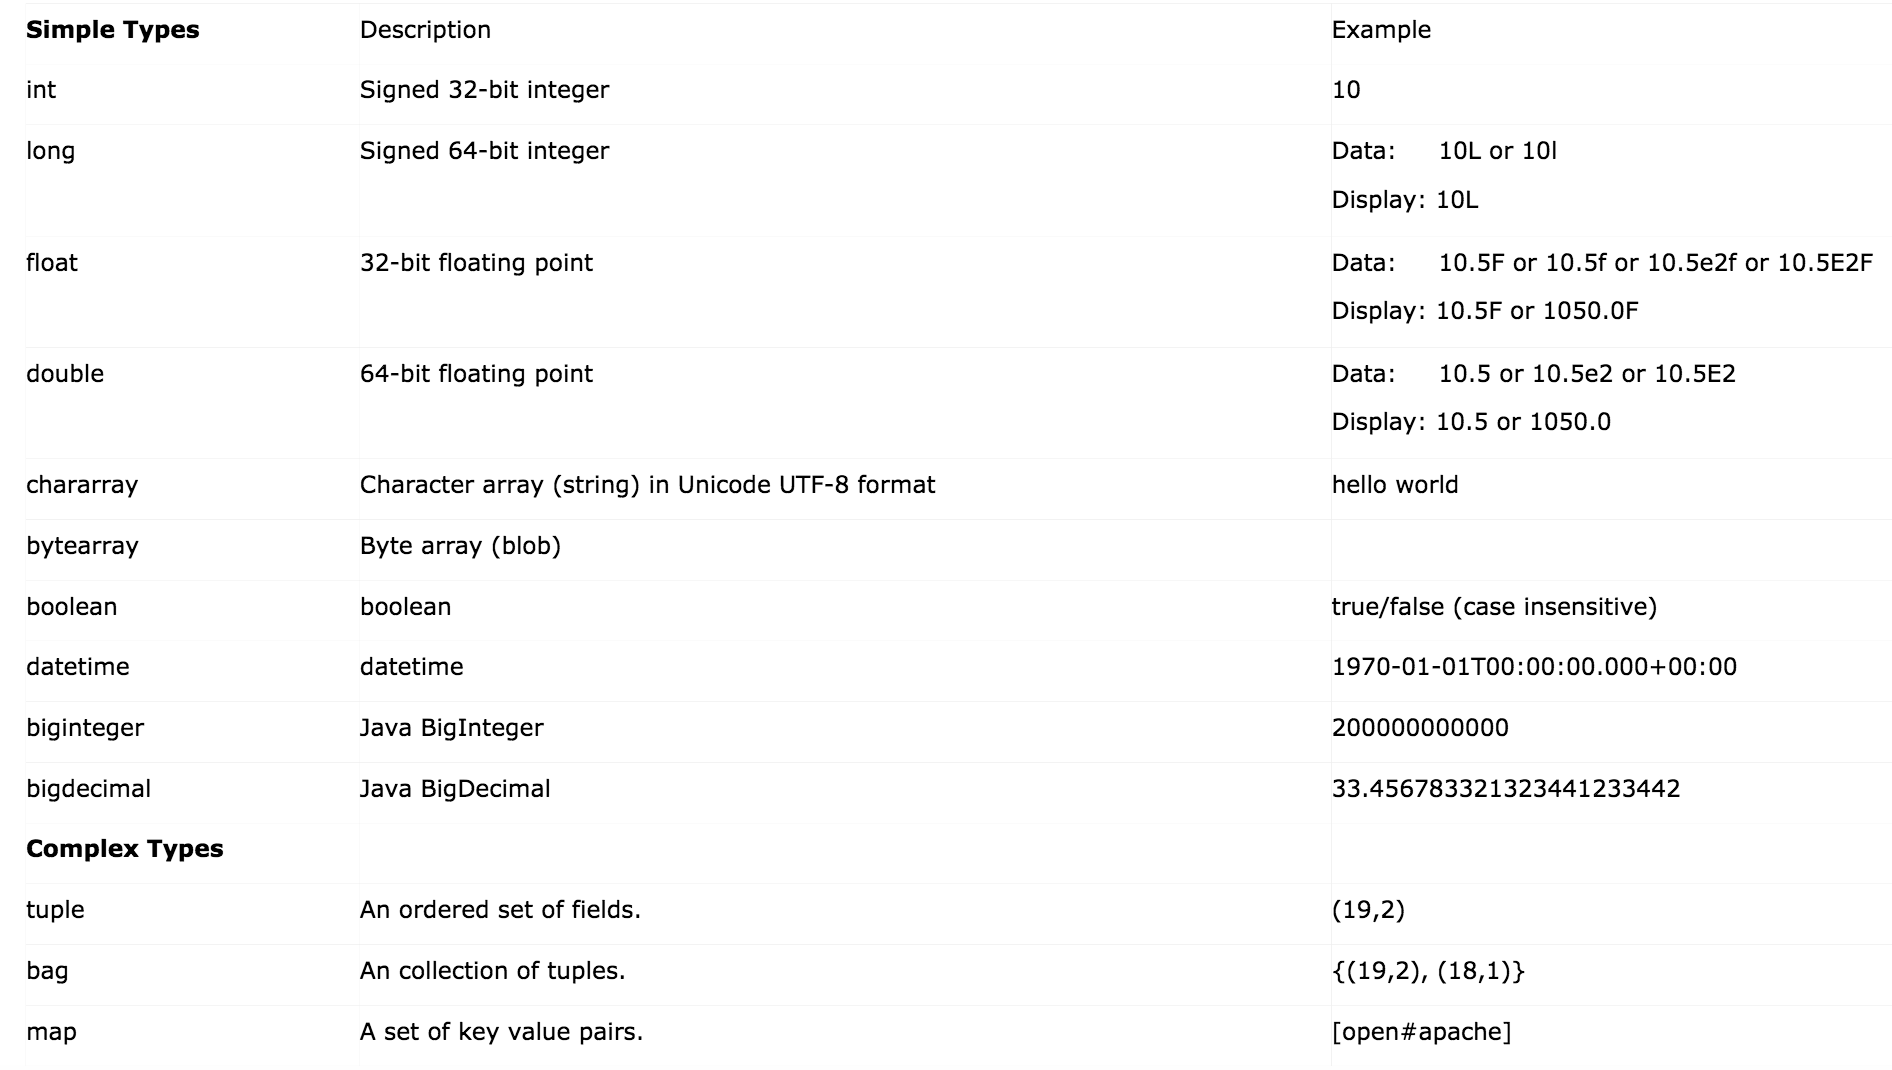 Simple Types Description Example
int Signed 32-bit integer 10
long Signed 64-bit integer Data: 10L or 10l
Display: 10L
float 32-bit floating point Data: 10.5F or 10.5f or 10.5e2f or 10.5E2F
Display: 10.5F or 1050.0F
double 64-bit floating point Data: 10.5 or 10.5e2 or 10.5E2
Display: 10.5 or 1050.0
chararray Character array (string) in Unicode UTF-8 format hello world
bytearray Byte array (blob)
boolean boolean true/false (case insensitive)
datetime datetime 1970-01-01T00:00:00.000+00:00
biginteger Java BigInteger 200000000000
bigdecimal Java BigDecimal 33.456783321323441233442
Complex Types
tuple An ordered set of fields. (19,2)
bag An collection of tuples. {(19,2), (18,1)}
map A set of key value pairs. [open#apache]